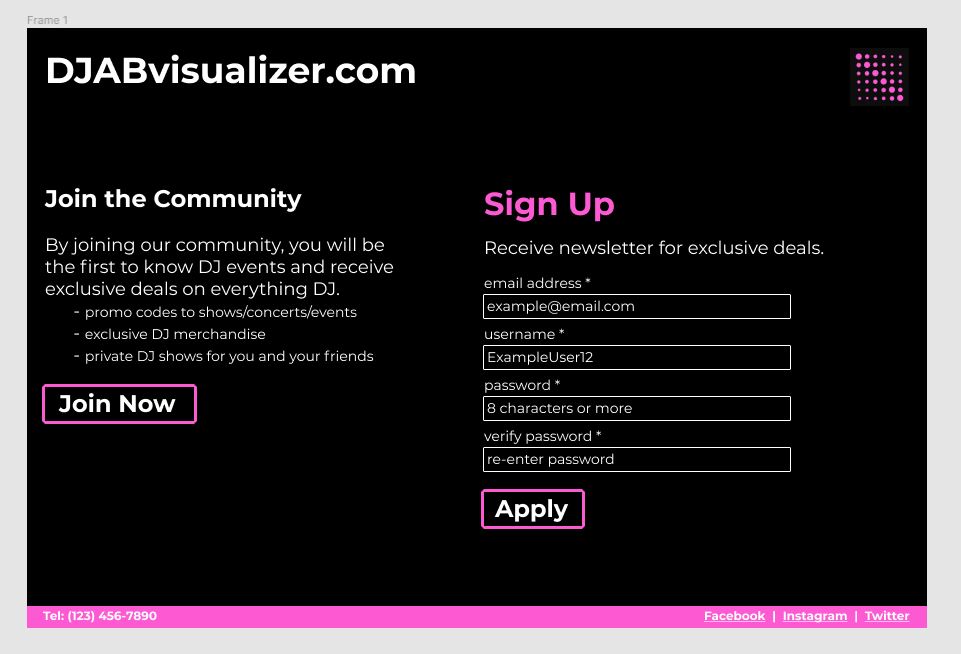 Frame 1
DJABvisualizer.com
Join the Community
By joining our community, you will be
the first to know DJ events and receive
exclusive deals on everything DJ.
- promo codes to shows/concerts/events
- exclusive DJ merchandise
- private DJ shows for you and your friends
Join Now
Sign Up
Receive newsletter for exclusive deals.
email address *
example@email.com
username *
ExampleUser12
password *
8 characters or more
verify password *
re-enter password
Apply
Tel: (123) 456-7890
Facebook | Instagram | Twitter